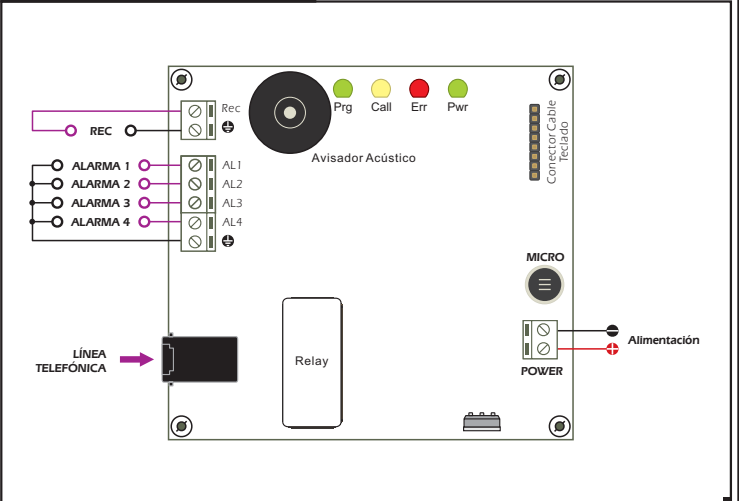 Prg Call Err Pwr
Rec
REC
Avisador Acústico
Conector Cable
Teclado
ALARMA 1 AL1
ALARMA 2 AL2
ALARMA 3 AL3
ALARMA 4 AL4
MICRO
LÍNEA
TELEFÓNICA
Relay
Alimentación
POWER